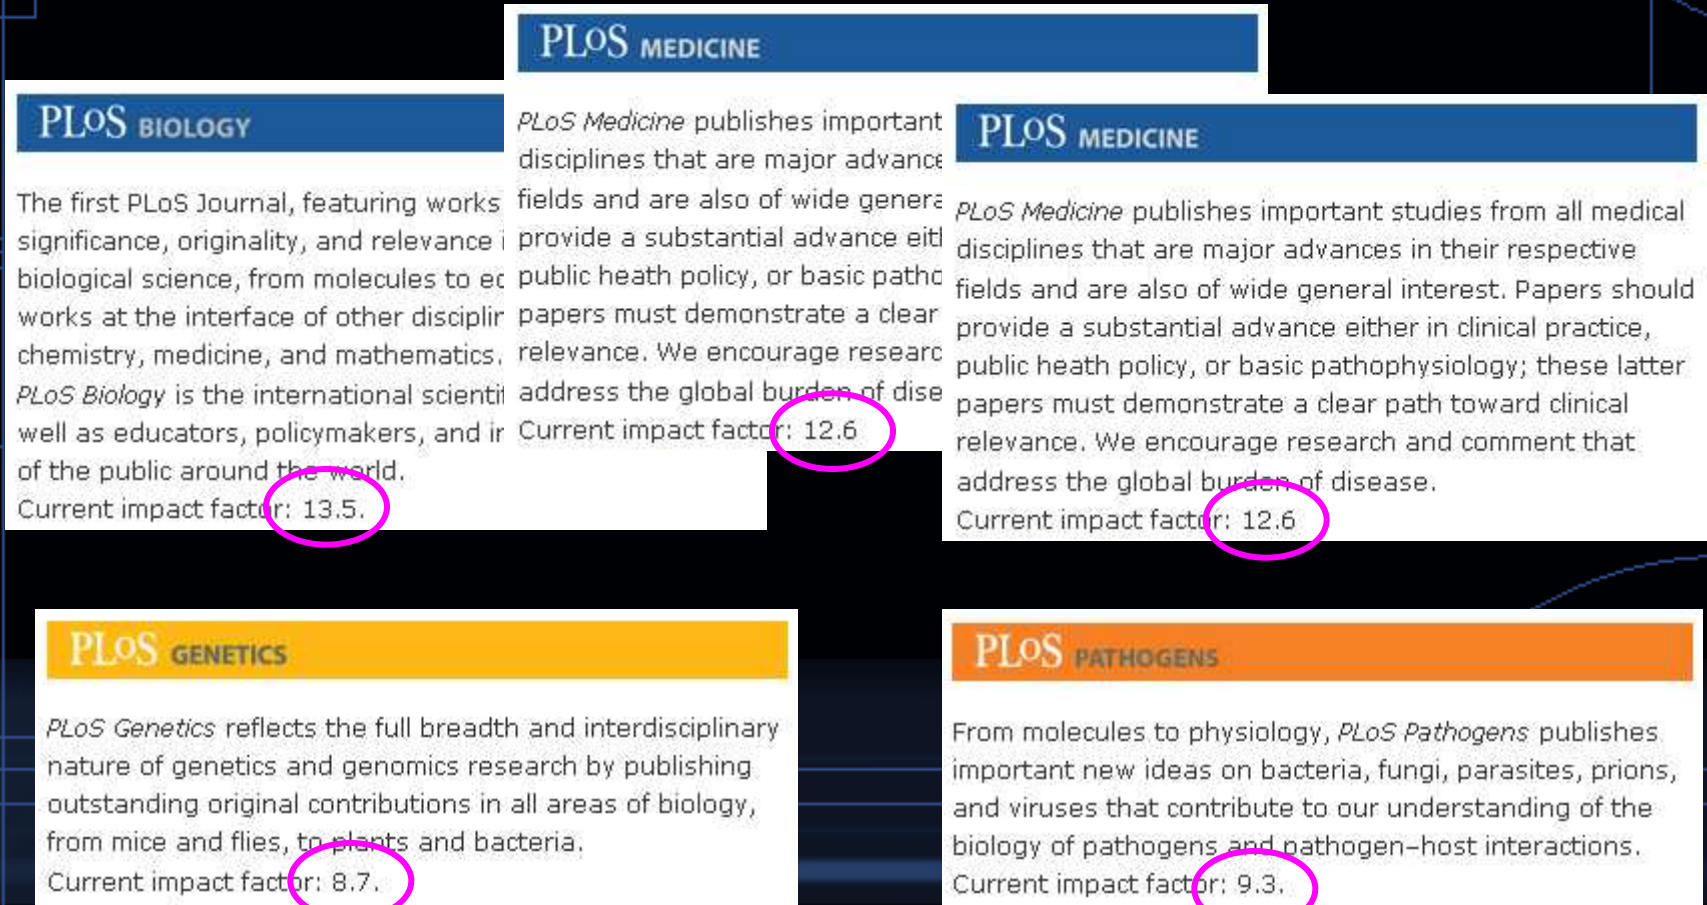 PLoS MEDICINE
PLoS Medicine publishes important
disciplines that are major advance
fields and are also of wide genera
provide a substantial advance eit
public heath policy, or basic patho
papers must demonstrate a clear
relevance. We encourage researc
address the global burden of dise
Current impact factor: 12.6
PLoS BIOLOGY
The first PLoS Journal, featuring works
significance, originality, and relevance i
biological science, from molecules to ec
works at the interface of other disciplin
chemistry, medicine, and mathematics.
PLoS Biology is the international scientif
well as educators, policymakers, and in
of the public around the world.
Current impact factor: 13.5.
PLoS MEDICINE
PLoS Medicine publishes important studies from all medical
disciplines that are major advances in their respective
fields and are also of wide general interest. Papers should
provide a substantial advance either in clinical practice,
public heath policy, or basic pathophysiology; these latter
papers must demonstrate a clear path toward clinical
relevance. We encourage research and comment that
address the global burden of disease.
Current impact factor: 12.6
PLoS GENETICS
PLoS Genetics reflects the full breadth and interdisciplinary
nature of genetics and genomics research by publishing
outstanding original contributions in all areas of biology,
from mice and flies, to plants and bacteria.
Current impact factor: 8.7.
PLoS PATHOGENS
From molecules to physiology, PLoS Pathogens publishes
important new ideas on bacteria, fungi, parasites, prions,
and viruses that contribute to our understanding of the
biology of pathogens and pathogen–host interactions.
Current impact factor: 9.3.